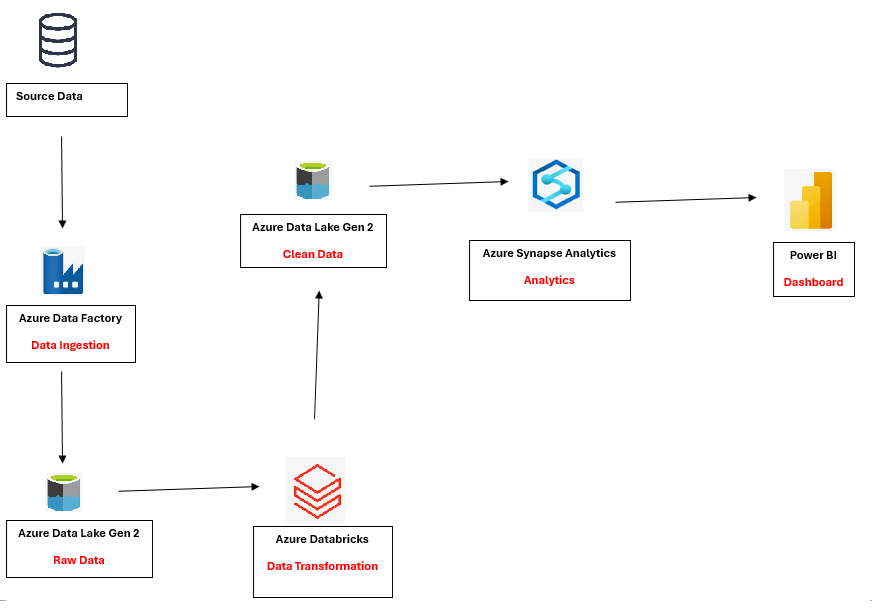 Source Data
Azure Data Factory
Data Ingestion
Azure Data Lake Gen 2
Raw Data
Azure Databricks
Data Transformation
Azure Data Lake Gen 2
Clean Data
Azure Synapse Analytics
Analytics
Power BI
Dashboard